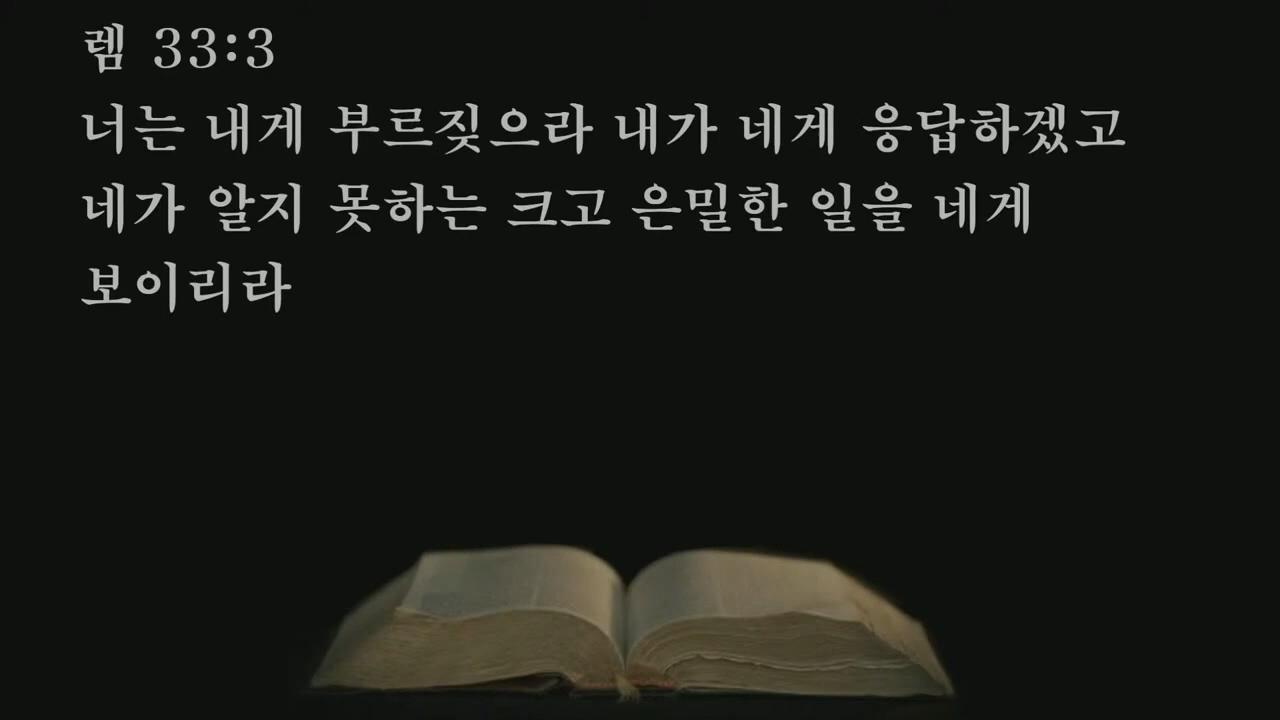 렘 33:3
너는 내게 부르짖으라 내가 네게 응답하겠고
네가 알지 못하는 크고 은밀한 일을 네게
보이리라